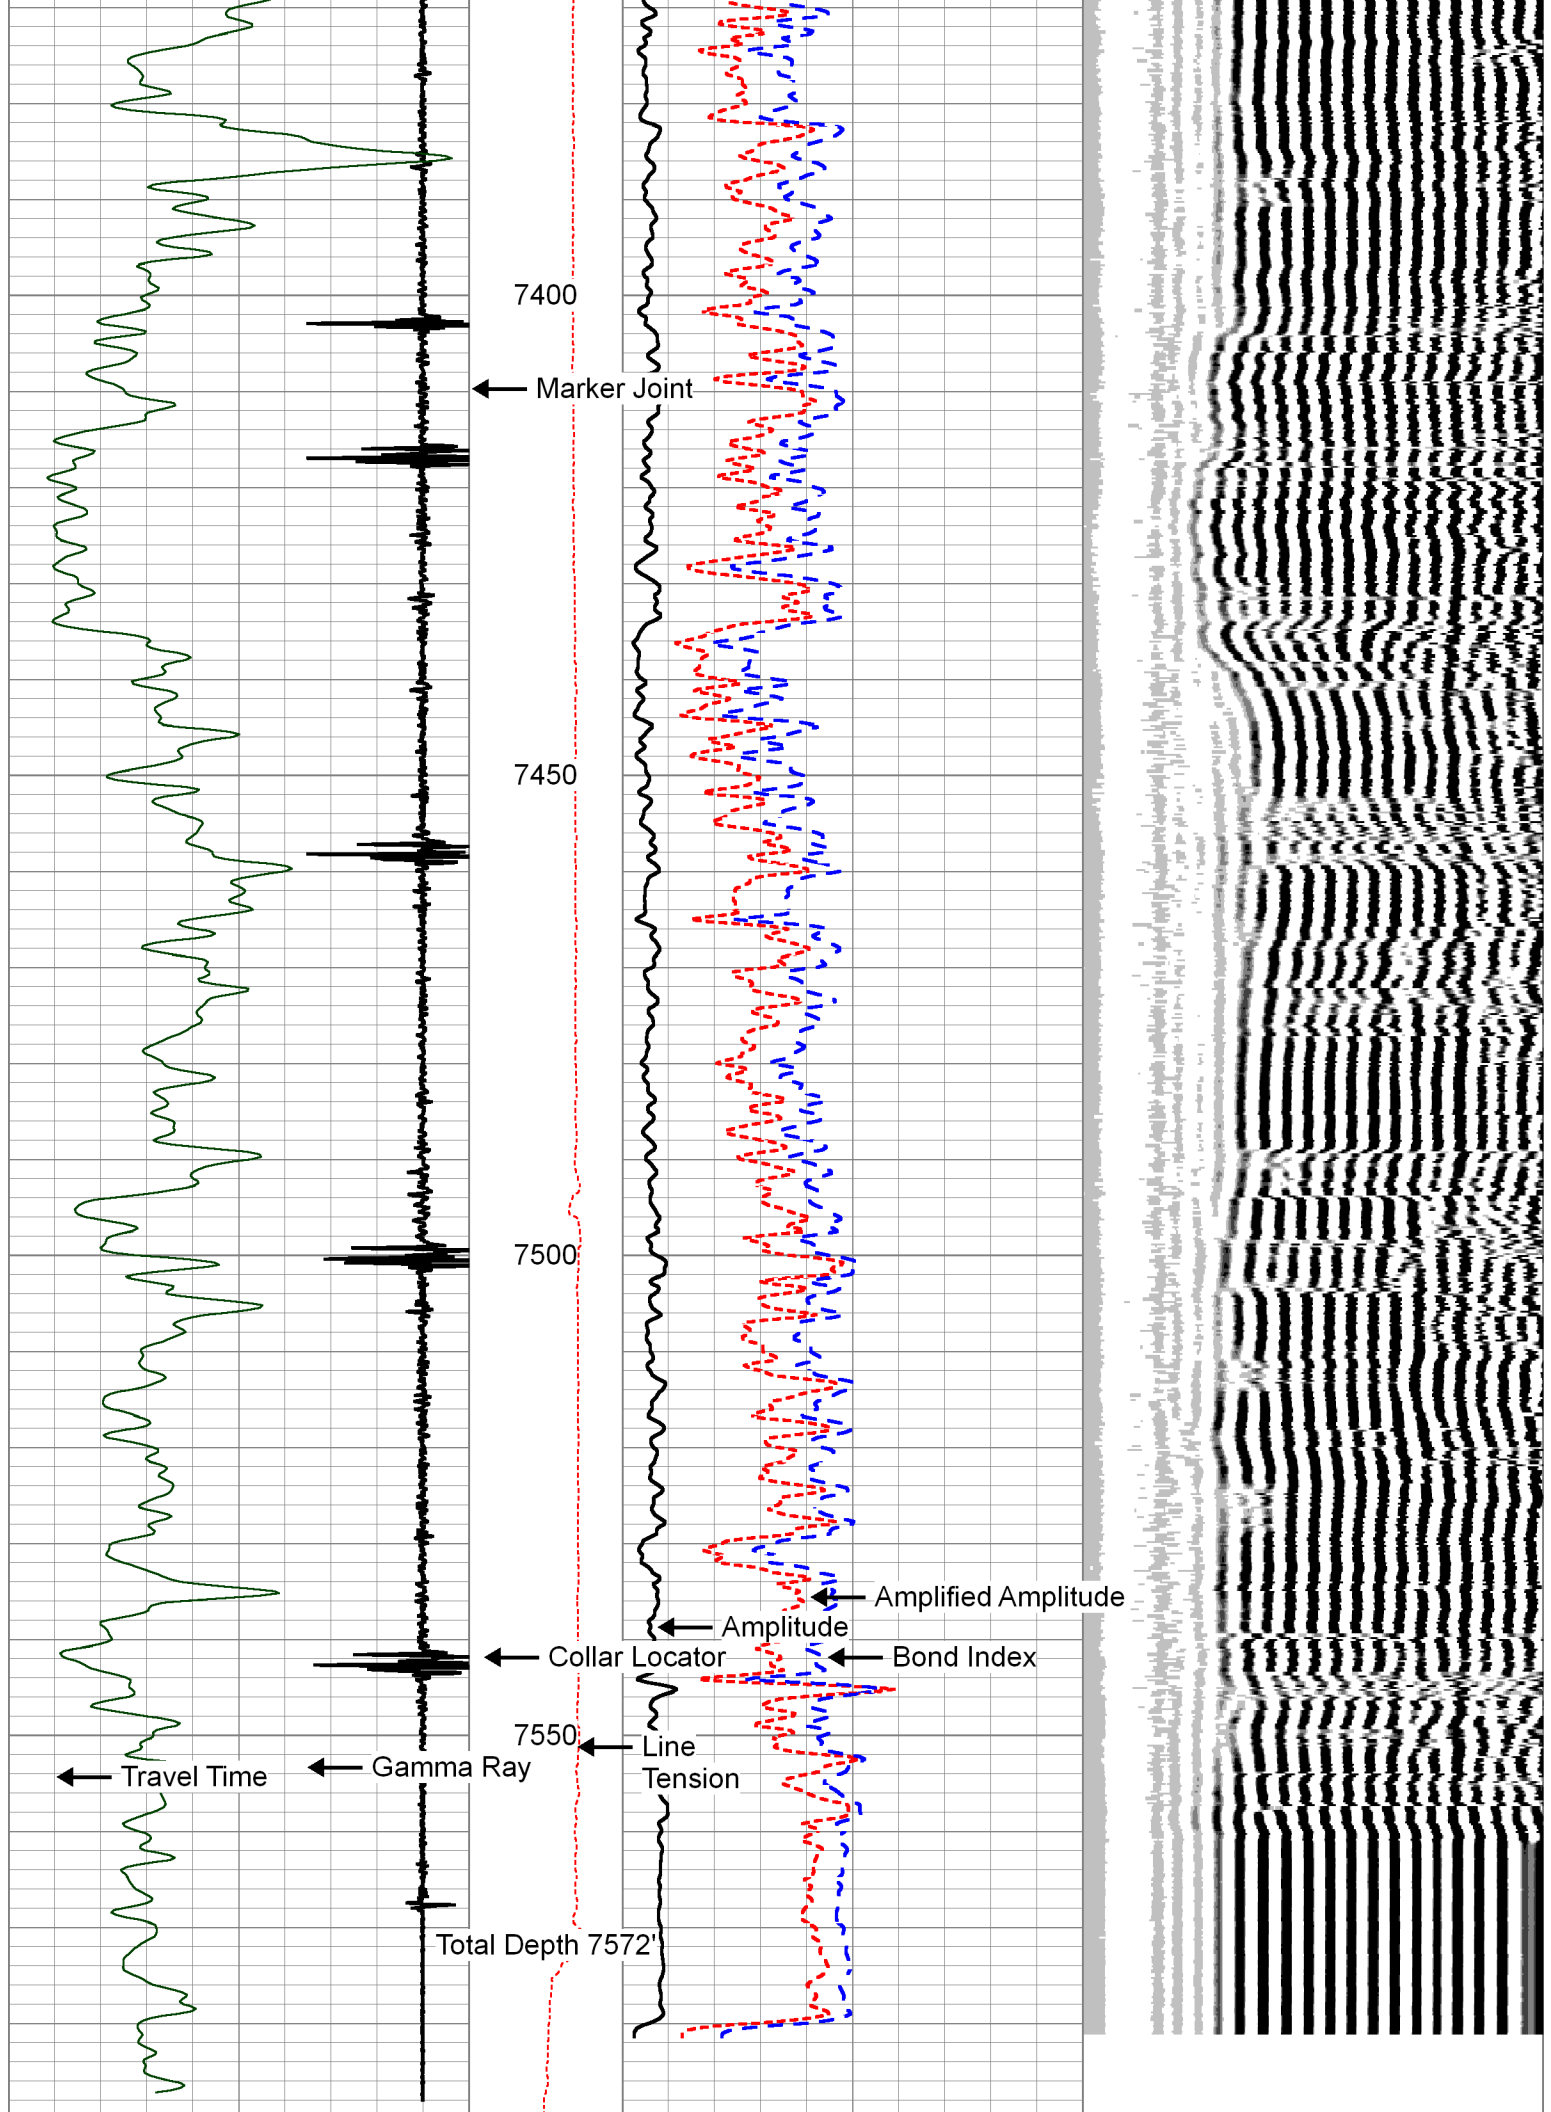 7400
Marker Joint
7450
7500
Amplified Amplitude
Amplitude
Collar Locator
Bond Index
7550
Line
Tension
Gamma Ray
Travel Time
Total Depth 7572'